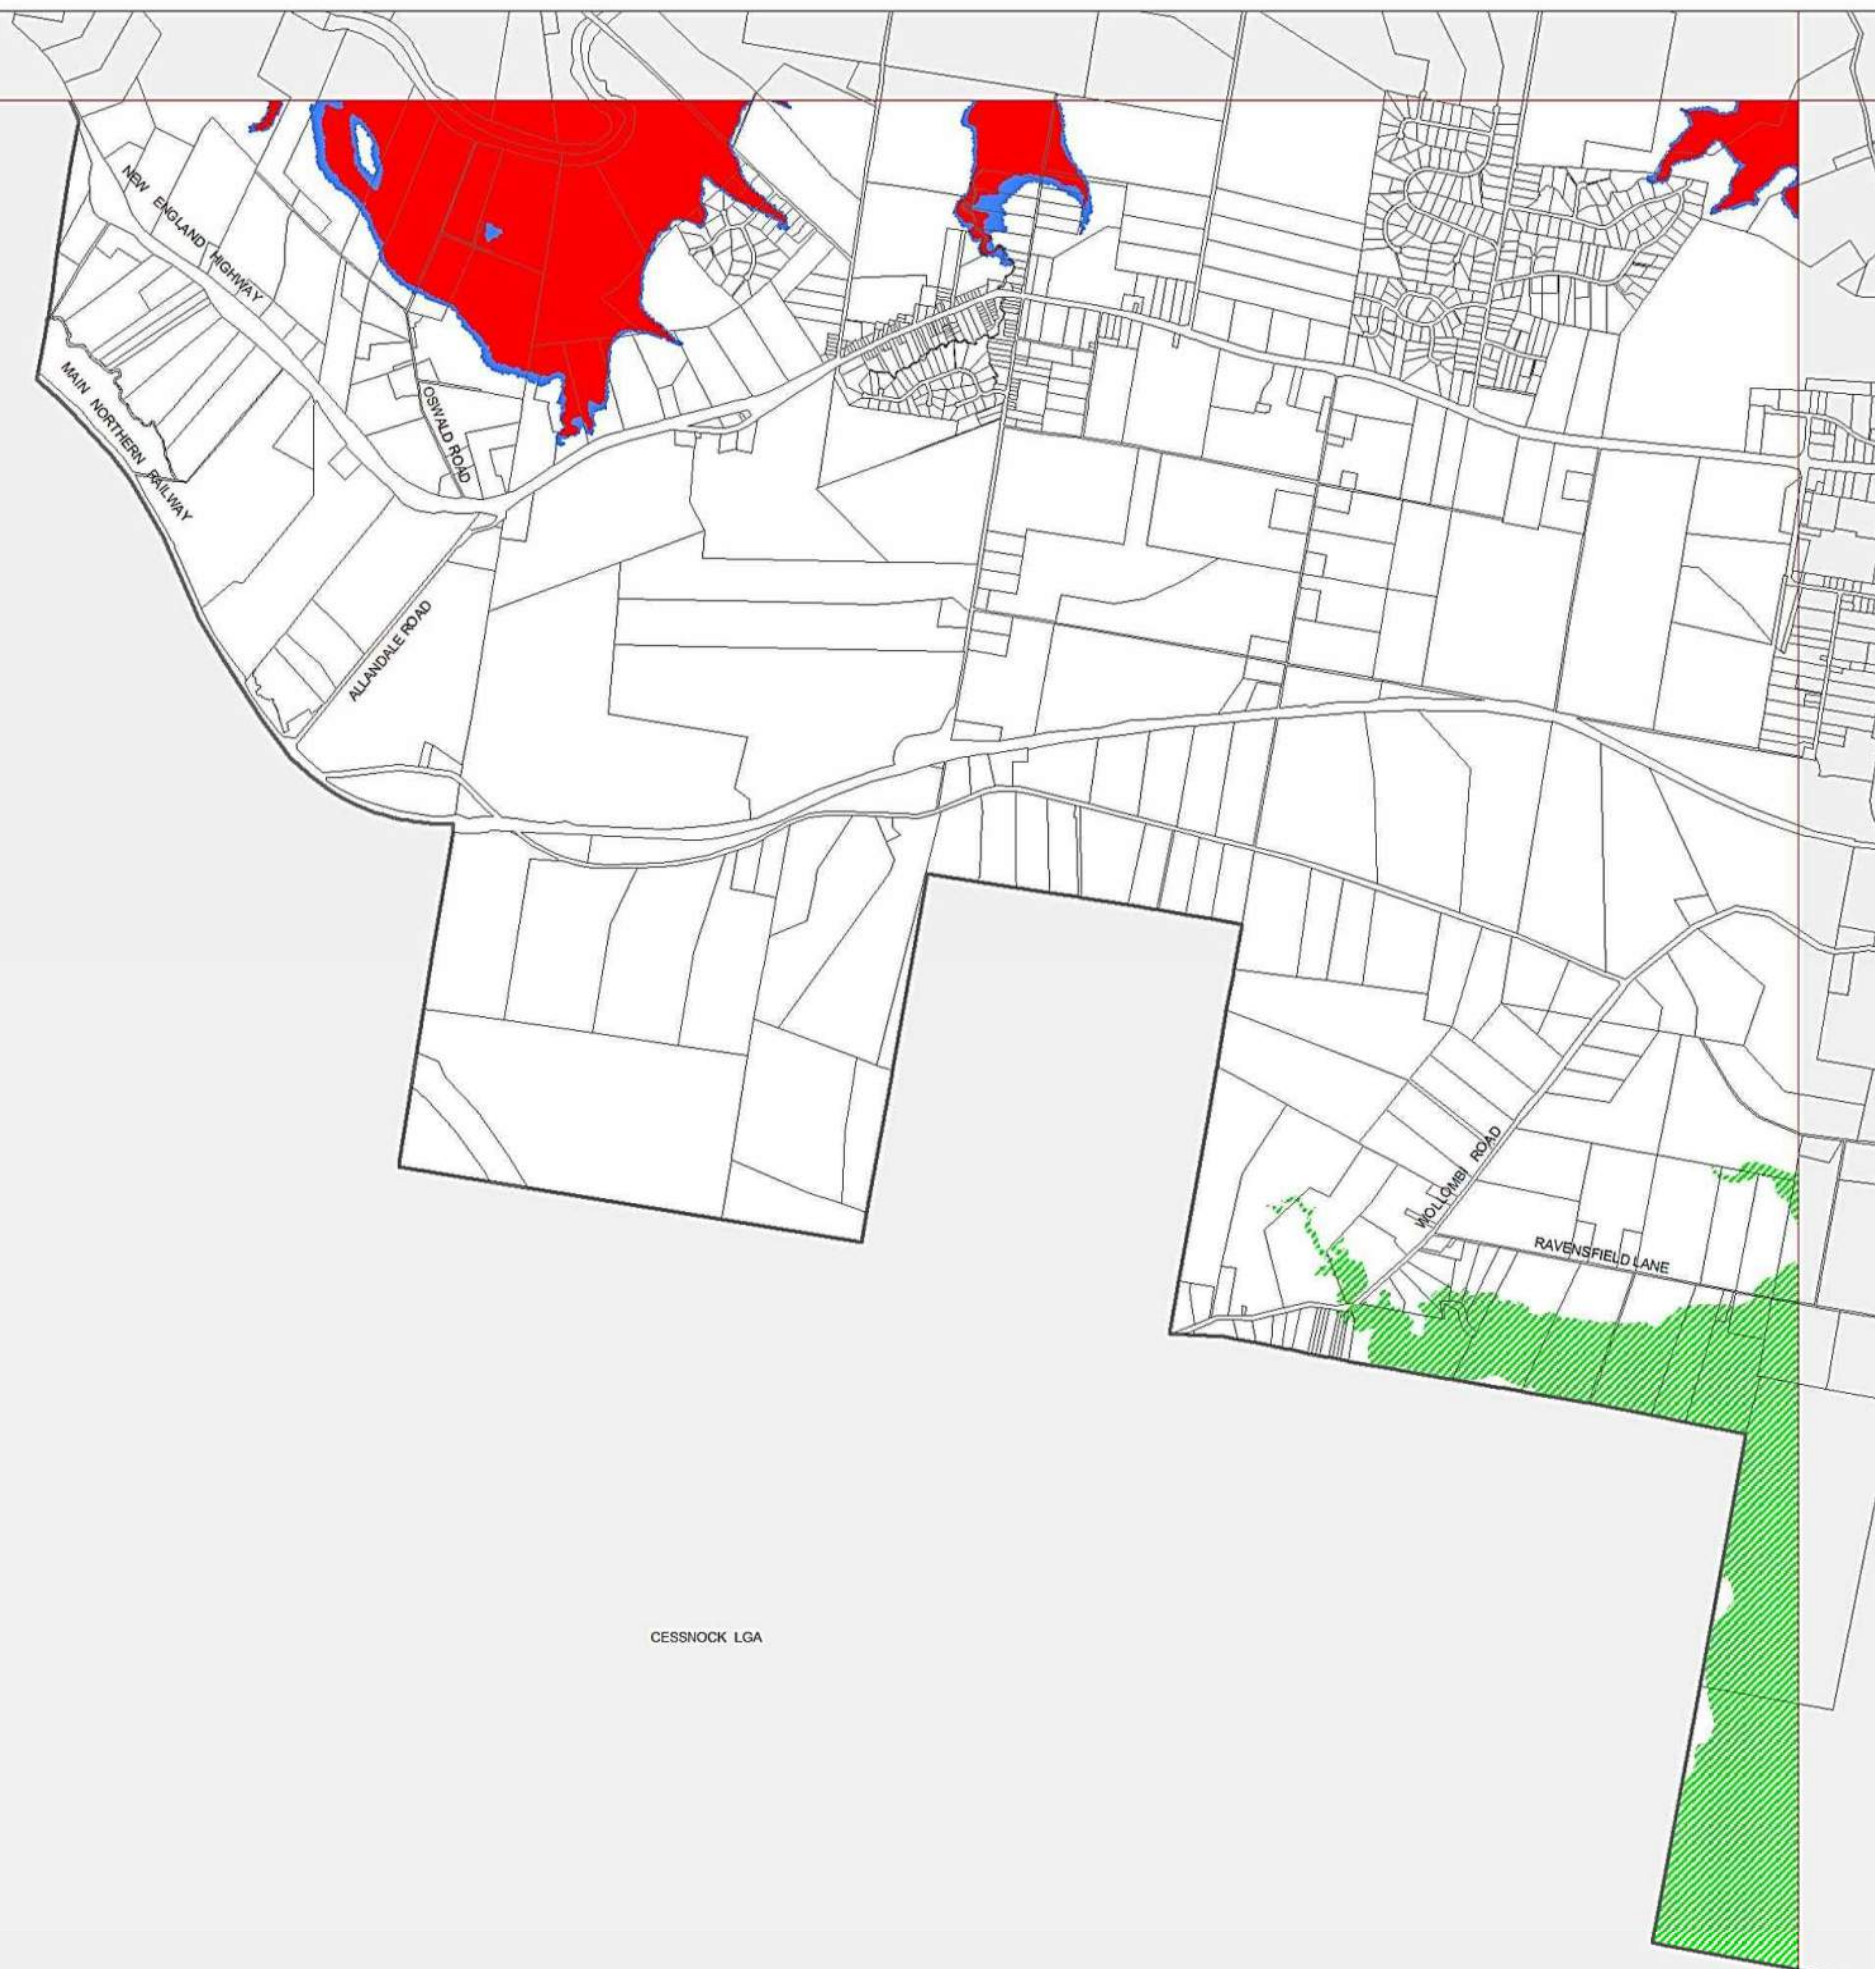 NEW ENGLAND HIGHWAY
MAIN NORTHERN RAILWAY
OSWALD ROAD
ALLANDALE ROAD
WOLLOMBI ROAD
RAVENSFIELD LANE
CESSNOCK LGA